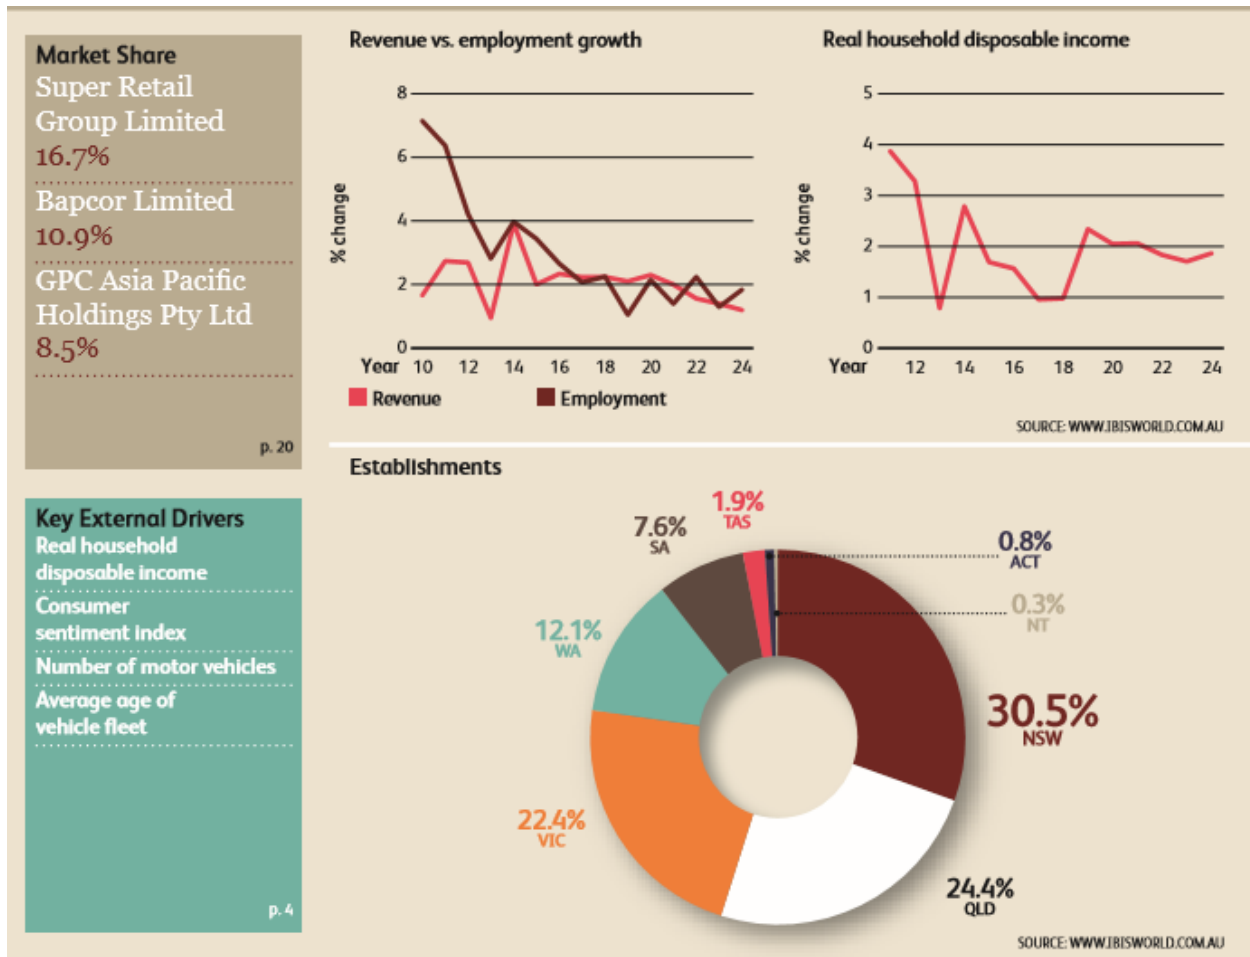 Market Share
Super Retail
Group Limited
16.7%
Bapcor Limited
10.9%
GPC Asia Pacific
Holdings Pty Ltd
8.5%
p. 20
Key External Drivers
Real household
disposable income
Consumer
sentiment index
Number of motor vehicles
Average age of
vehicle fleet
p. 4
Revenue vs. employment growth
% change
8
6
4
2
0
Year 10 12 14 16 18 20 22 24
Revenue Employment
Real household disposable income
% change
5
4
3
2
1
0
Year 12 14 16 18 20 22 24
SOURCE: WWW.IBISWORLD.COM.AU
Establishments
1.9%
TAS
7.6%
SA
0.8%
ACT
0.3%
NT
12.1%
WA
30.5%
NSW
22.4%
VIC
24.4%
QLD
SOURCE: WWW.IBISWORLD.COM.AU